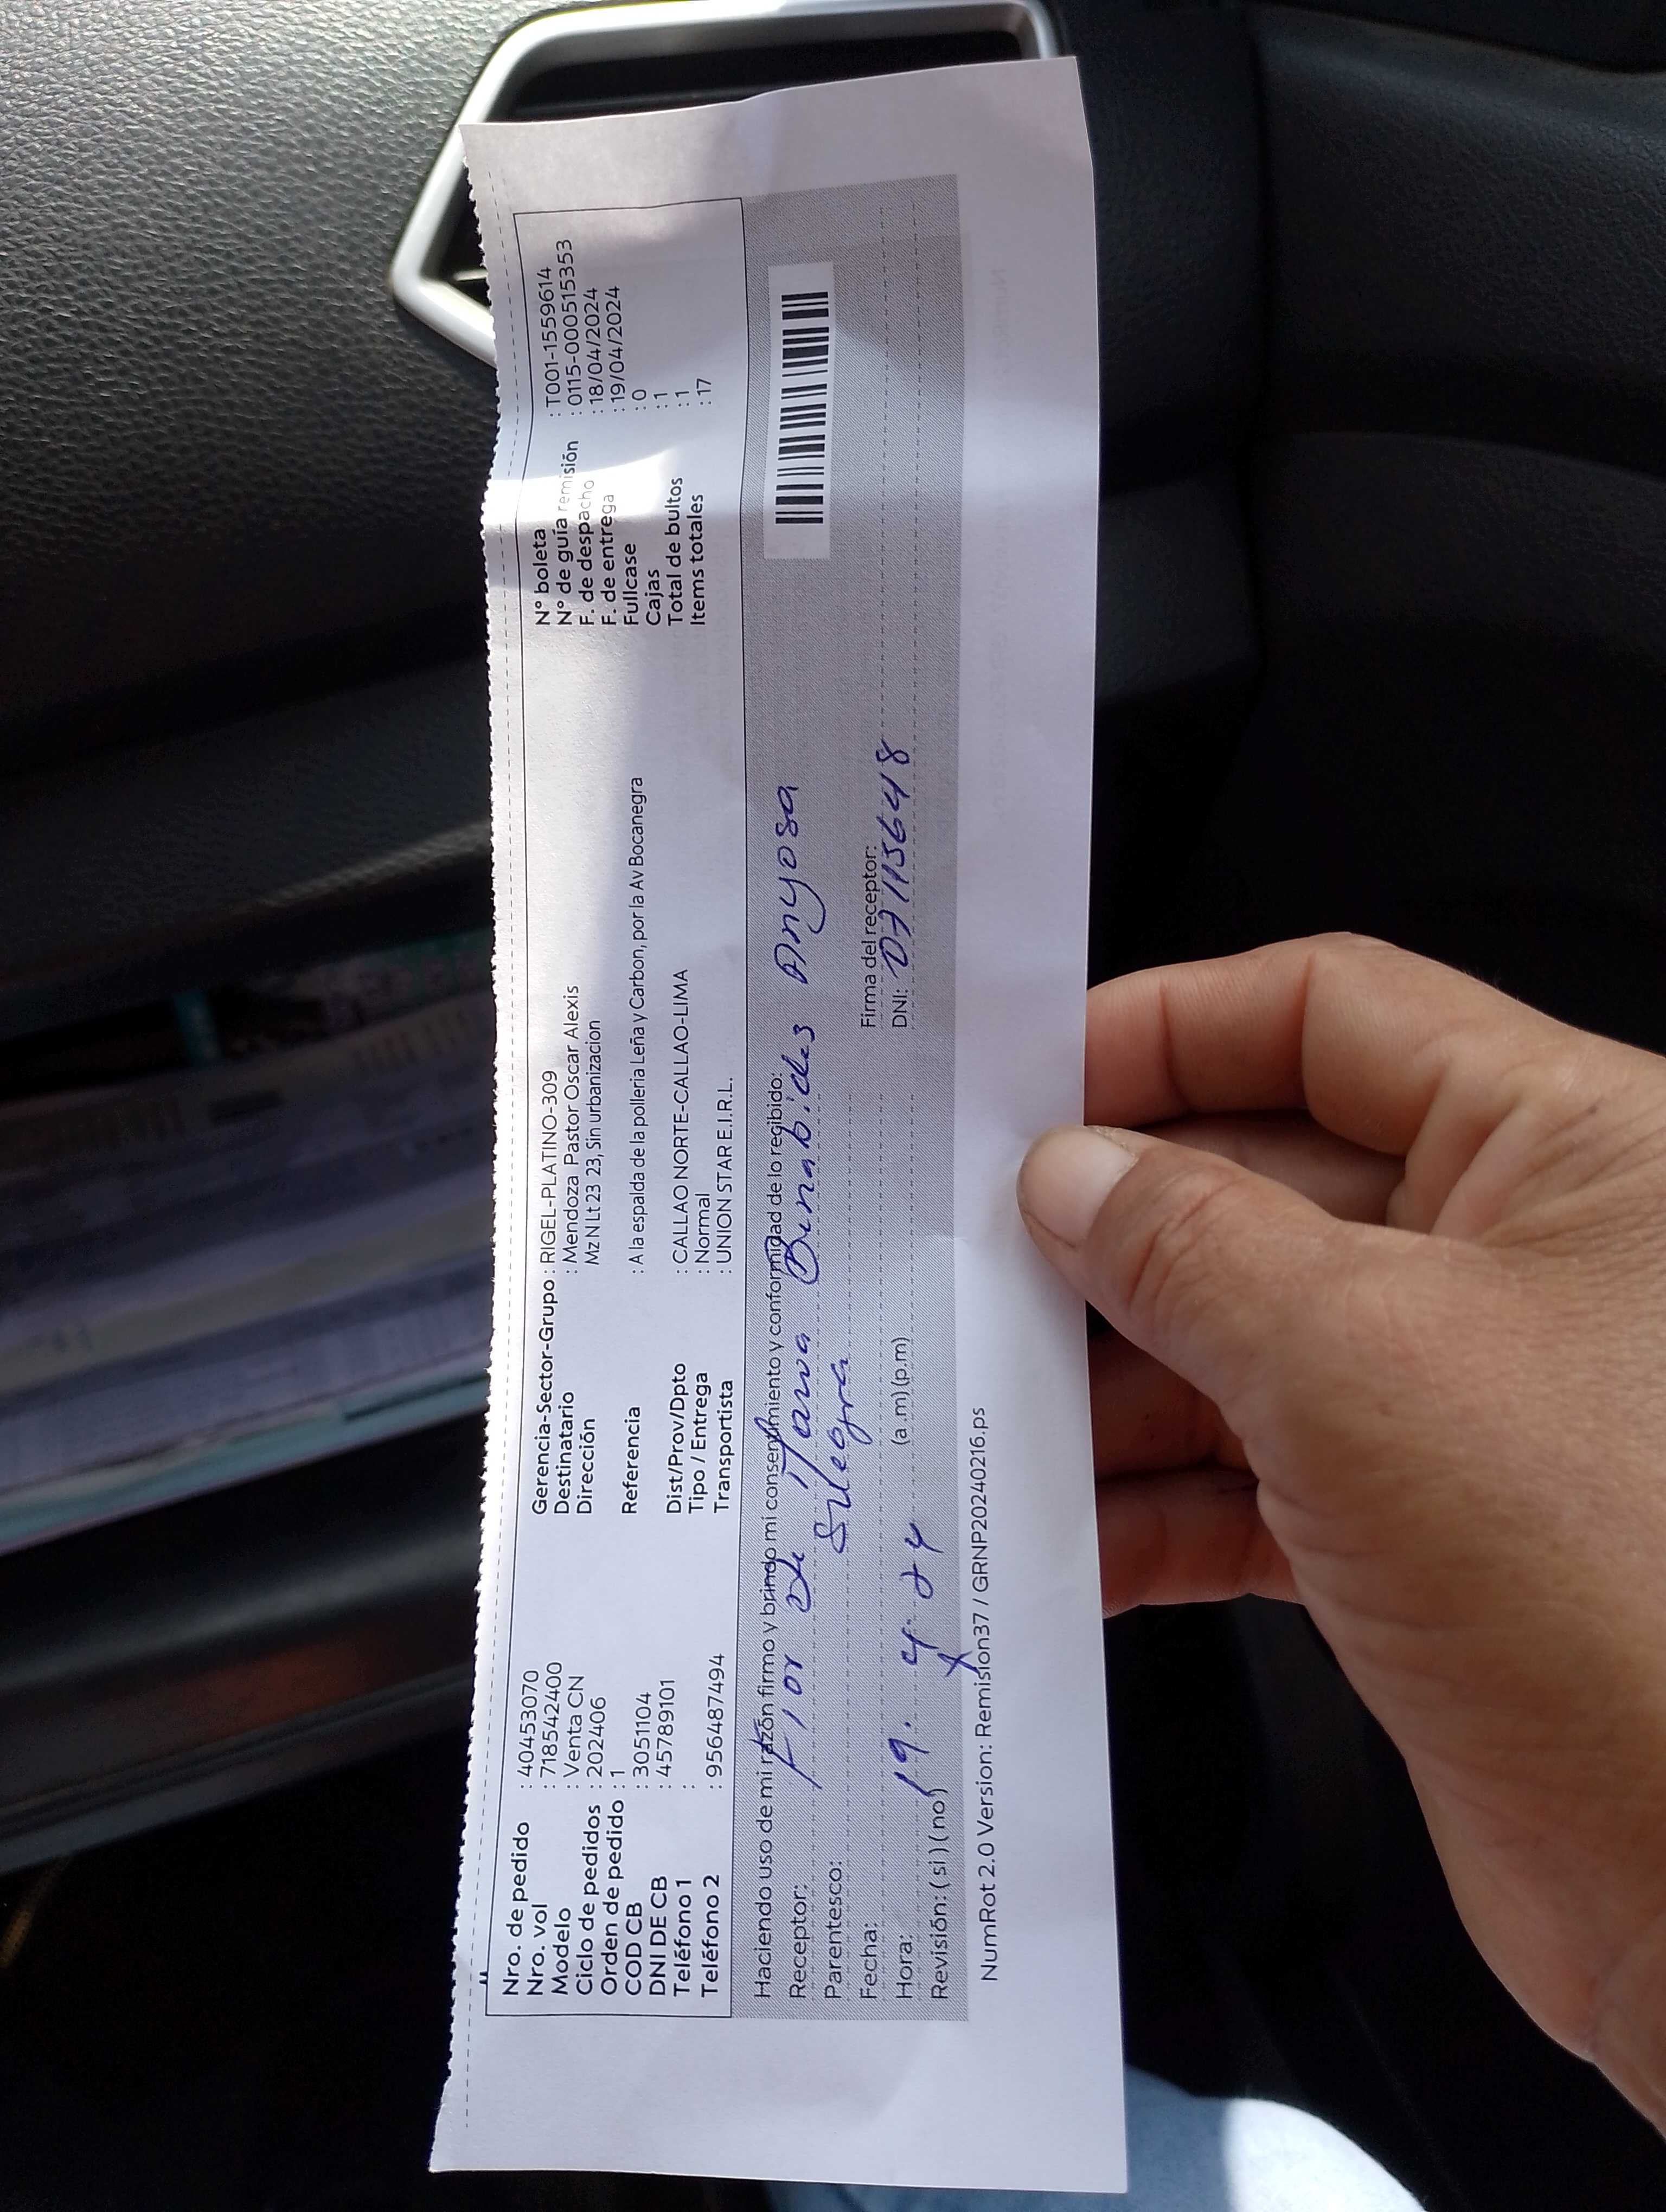 Nro. de pedido : 40453070
Nro. vol : 718542400
Modelo : Venta CN
Ciclo de pedidos : 202406
Orden de pedido : 1
COD CB : 3051104
DNI DE CB : 45789101
Teléfono 1 :
Teléfono 2 : 956487494
Gerencia-Sector-Grupo : RIGEL-PLATINO-309
Destinatario : Mendoza Pastor Oscar Alexis
Dirección Mz N Lt 23 23, Sin urbanizacion
Referencia : A la espalda de la polleria Leña y Carbon, por la Av Bocanegra
Dist/Prov/Dpto : CALLAO NORTE-CALLAO-LIMA
Tipo / Entrega : Normal
Transportista : UNION STAR E.I.R.L.
N° boleta : T001-1559614
N° de guía remisión : 0115-000515353
F. de despacho : 18/04/2024
F. de entrega : 19/04/2024
Fullcase : 0
Cajas : 1
Total de bultos : 1
Items totales : 17
Haciendo uso de mi razón firmo y brindo mi consentimiento y conformidad de lo recibido:
Receptor: Flor de Maria Benabides Anyosa
Parentesco: Suegra
Fecha: 19. 4. 24
Firma del receptor:
Hora: (a.m) (p.m)
DNI: 07115648
Revisión: ( si ) ( no ) x
NumRot 2.0 Version: Remision37 / GRNP20240216.ps